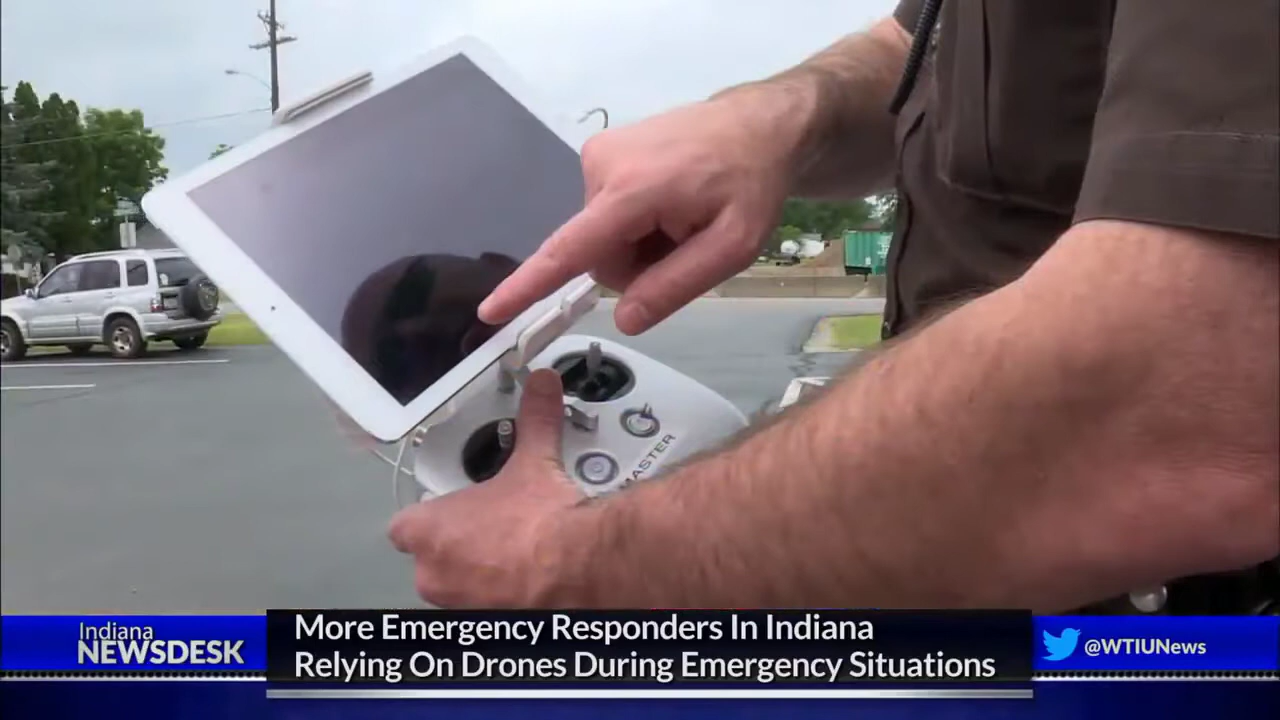 MASTER
Indiana
NEWSDESK
More Emergency Responders In Indiana
Relying On Drones During Emergency Situations
@WTIUNews